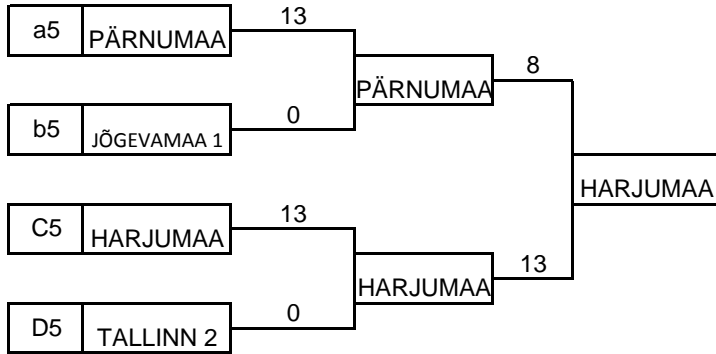 a5 PÄRNUMAA 13
PÄRNUMAA 8
b5 JÕGEVAMAA 1 0
HARJUMAA
C5 HARJUMAA 13
HARJUMAA 13
D5 TALLINN 2 0